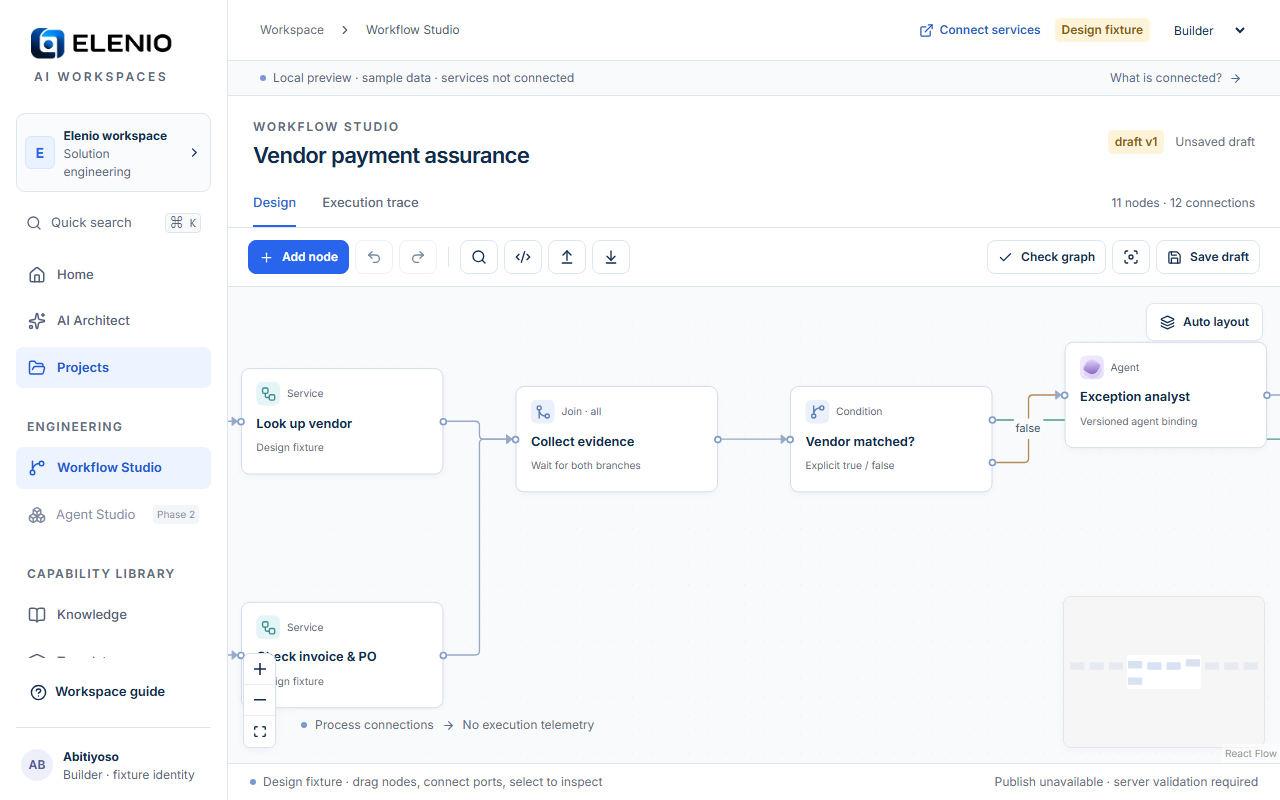 ELENIO
AI WORKSPACES
E
Elenio workspace
Solution
engineering
Quick search
⌘ K
Home
AI Architect
Projects
ENGINEERING
Workflow Studio
Agent Studio
Phase 2
CAPABILITY LIBRARY
Knowledge
Workspace guide
AB
Abitiyoso
Builder · fixture identity
Workspace
Workflow Studio
Connect services
Design fixture
Builder
Local preview · sample data · services not connected
What is connected?
WORKFLOW STUDIO
Vendor payment assurance
draft v1
Unsaved draft
Design
Execution trace
11 nodes · 12 connections
Add node
Check graph
Save draft
Auto layout
Service
Look up vendor
Design fixture
Join · all
Collect evidence
Wait for both branches
Condition
Vendor matched?
Explicit true / false
false
Agent
Exception analyst
Versioned agent binding
Service
Check invoice & PO
ign fixture
Process connections → No execution telemetry
React Flow
Design fixture · drag nodes, connect ports, select to inspect
Publish unavailable · server validation required